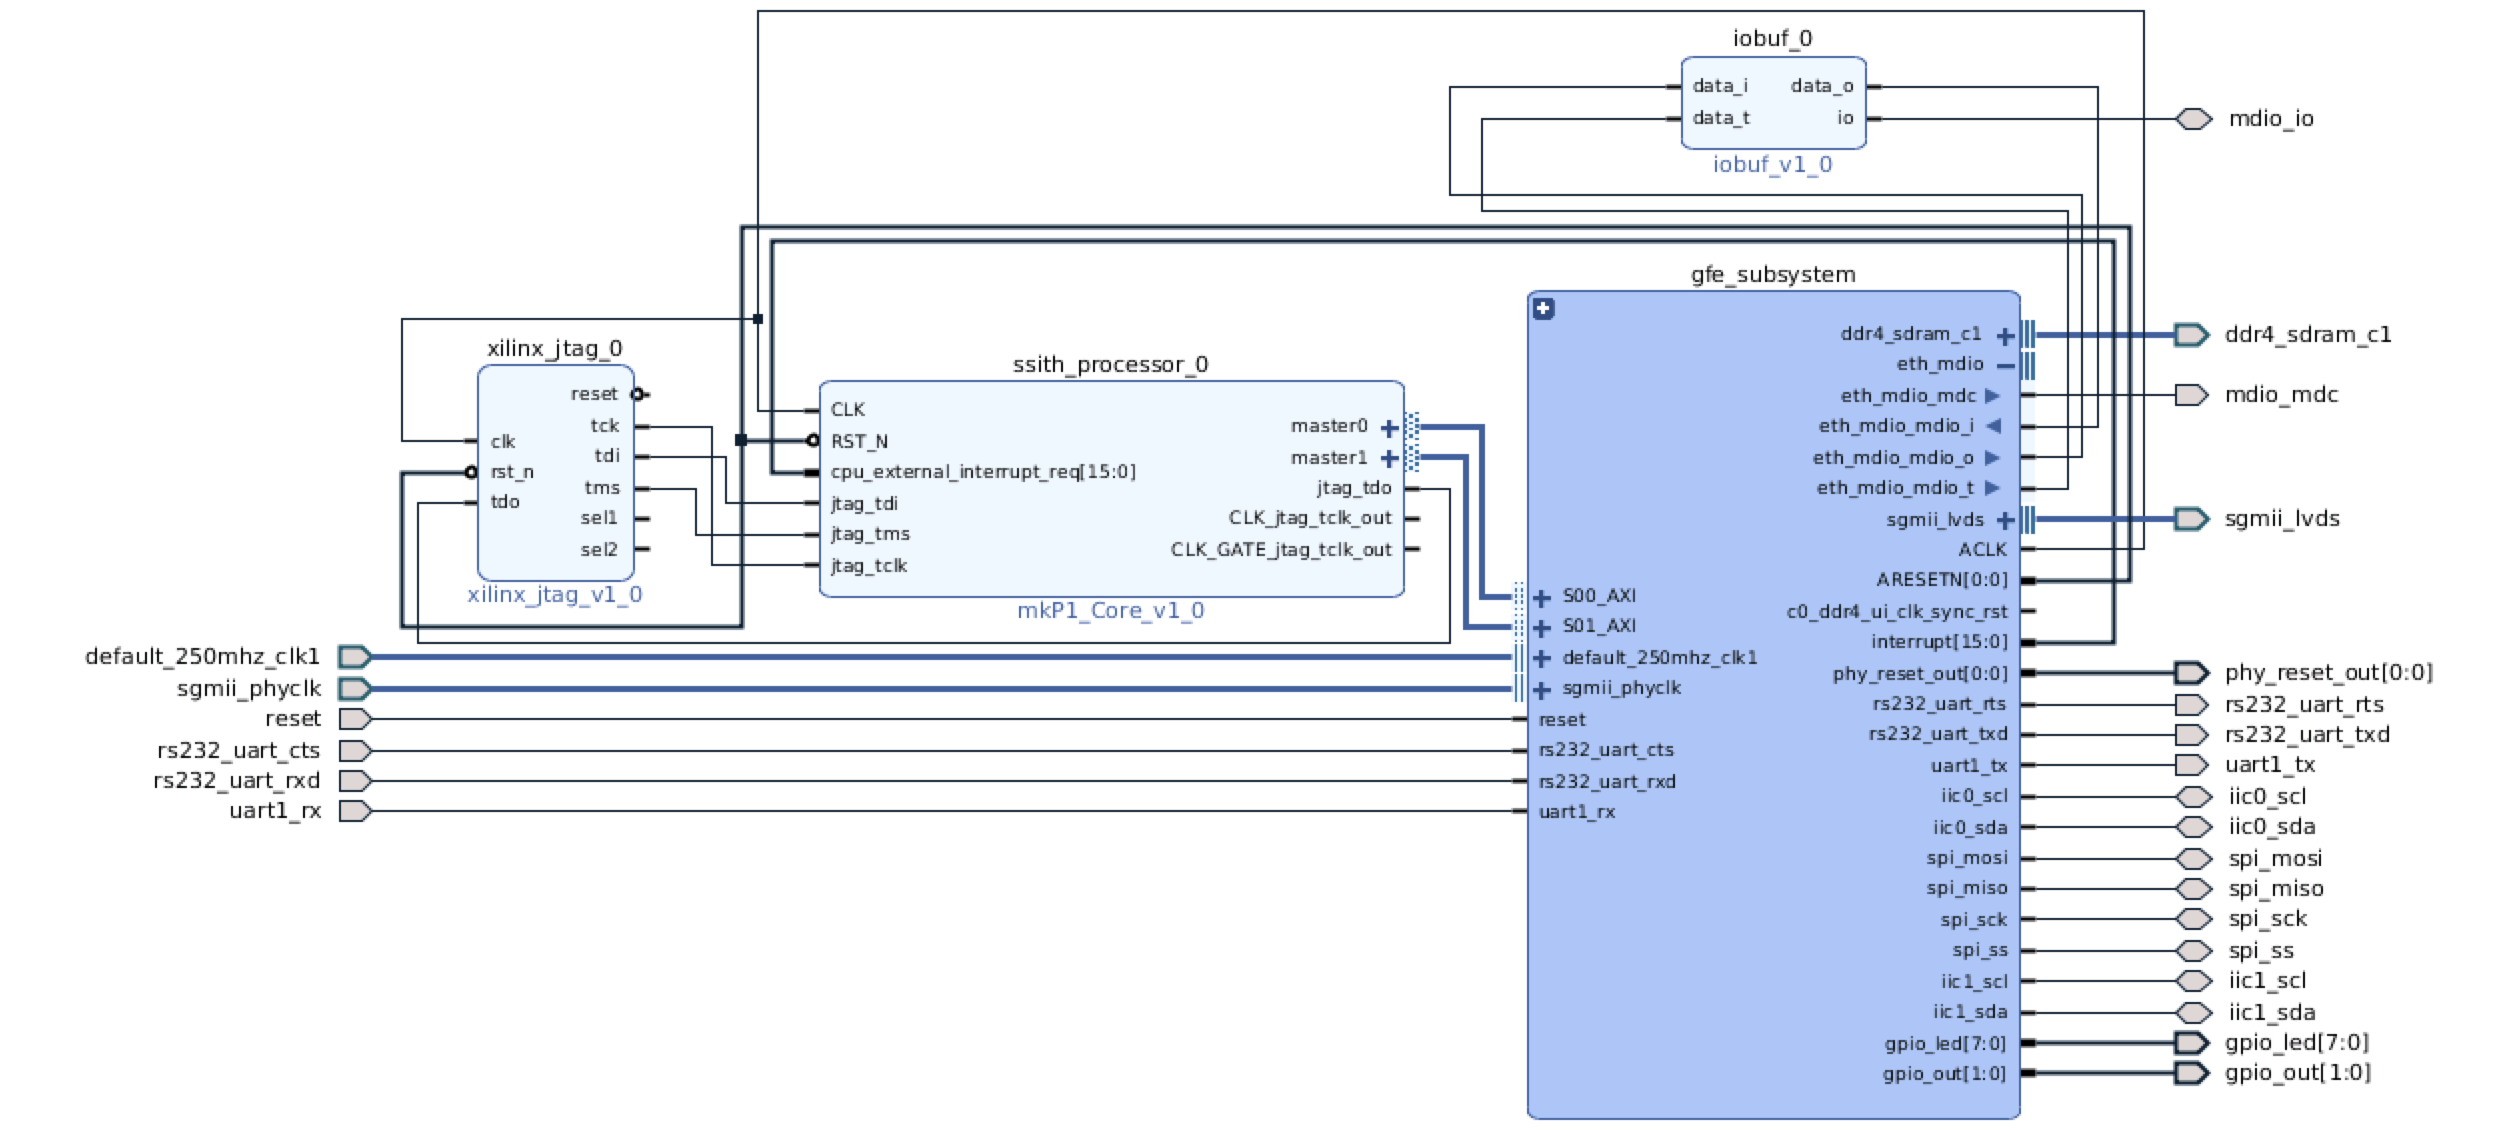 iobuf_0
data_i
data_t
data_o
io
iobuf_v1_0
mdio_io
xilinx_jtag_0
reset
tck
clk
tdi
rst_n
tms
tdo
sel1
sel2
xilinx_jtag_v1_0
ssith_processor_0
CLK
RST_N
cpu_external_interrupt_req[15:0]
jtag_tdi
jtag_tms
jtag_tclk
master0
master1
jtag_tdo
CLK_jtag_tclk_out
CLK_GATE_jtag_tclk_out
mkP1_Core_v1_0
default_250mhz_clk1
sgmii_phyclk
reset
rs232_uart_cts
rs232_uart_rxd
uart1_rx
gfe_subsystem
S00_AXI
S01_AXI
default_250mhz_clk1
sgmii_phyclk
reset
rs232_uart_cts
rs232_uart_rxd
uart1_rx
ddr4_sdram_c1
eth_mdio
eth_mdio_mdc
eth_mdio_mdio_i
eth_mdio_mdio_o
eth_mdio_mdio_t
sgmii_lvds
ACLK
ARESETN[0:0]
c0_ddr4_ui_clk_sync_rst
interrupt[15:0]
phy_reset_out[0:0]
rs232_uart_rts
rs232_uart_txd
uart1_tx
iic0_scl
iic0_sda
spi_mosi
spi_miso
spi_sck
spi_ss
iic1_scl
iic1_sda
gpio_led[7:0]
gpio_out[1:0]
ddr4_sdram_c1
mdio_mdc
sgmii_lvds
phy_reset_out[0:0]
rs232_uart_rts
rs232_uart_txd
uart1_tx
iic0_scl
iic0_sda
spi_mosi
spi_miso
spi_sck
spi_ss
iic1_scl
iic1_sda
gpio_led[7:0]
gpio_out[1:0]